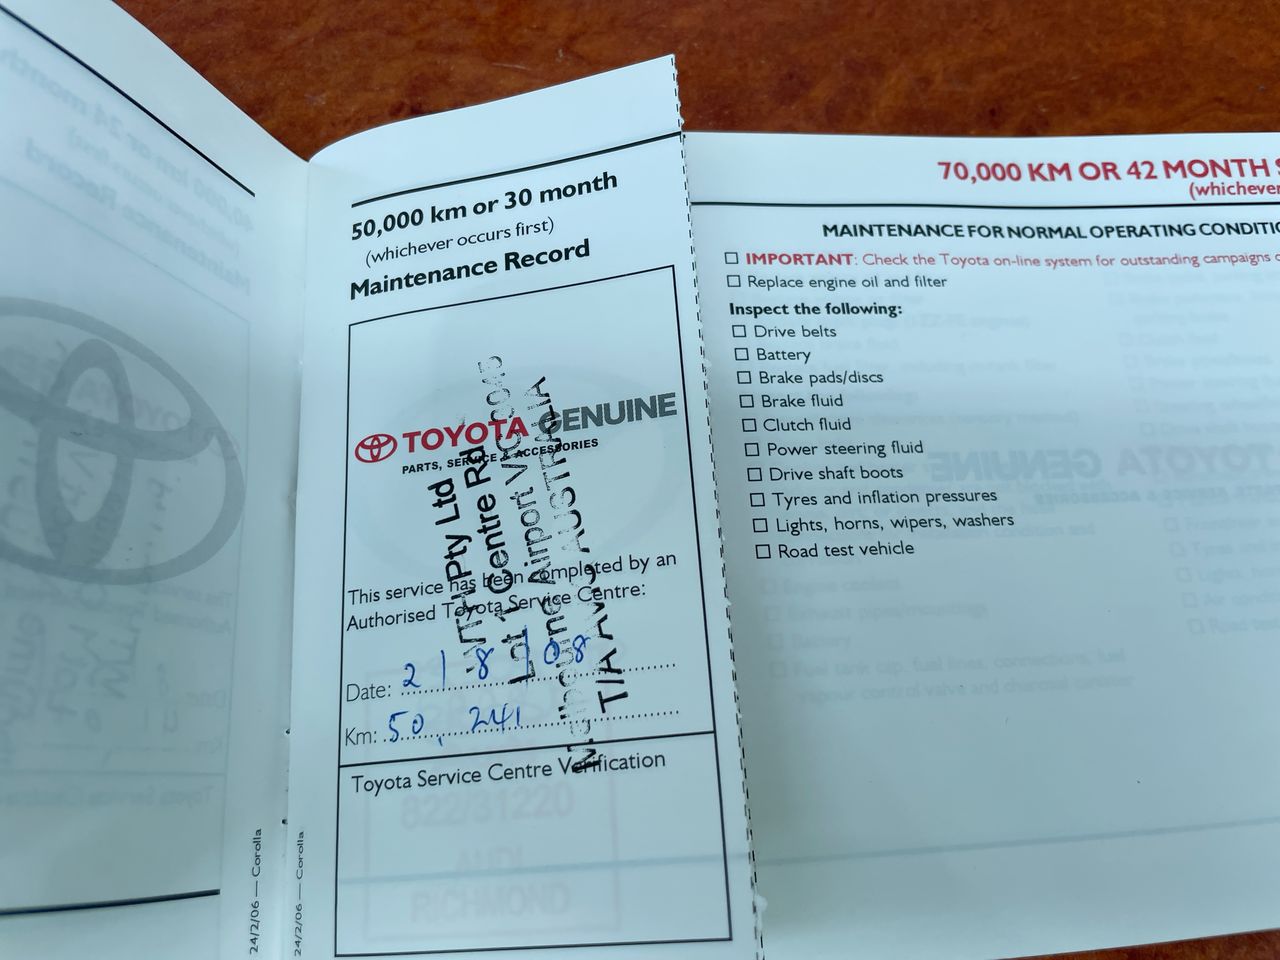 50,000 km or 30 month
(whichever occurs first)
Maintenance Record
TOYOTA GENUINE
PARTS, SERVICE & ACCESSORIES
WTH Pty Ltd
Lot 1 Centre Rd
Melbourne Airport VIC 3045
T/A Avis AUSTRALIA
This service has been completed by an
Authorised Toyota Service Centre:
Date: 21 8 08
Km: 50, 241
Toyota Service Centre Verification
822/31220
AUDI
RICHMOND
24/2/06 — Corolla
24/2/06 — Corolla
70,000 KM OR 42 MONTH
(whichever
MAINTENANCE FOR NORMAL OPERATING
IMPORTANT: Check the Toyota on-line system for outstanding campaigns
Replace engine oil and filter
Inspect the following:
Drive belts
Battery
Brake pads/discs
Brake fluid
Clutch fluid
Power steering fluid
Drive shaft boots
Tyres and inflation pressures
Lights, horns, wipers, washers
Road test vehicle